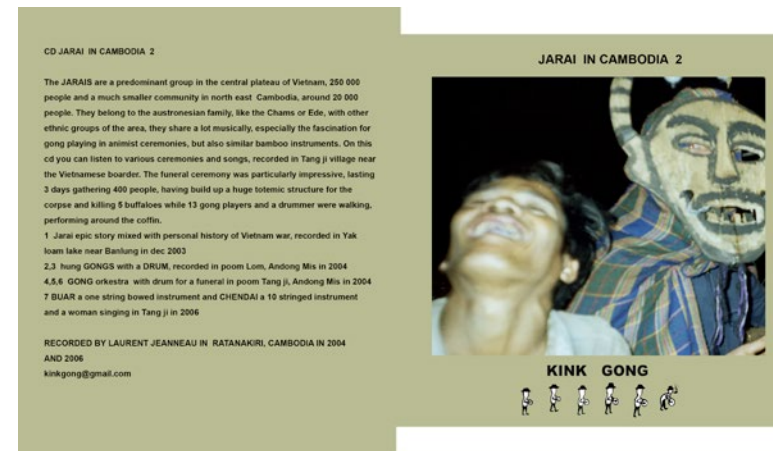 CD JARAI IN CAMBODIA 2
The JARAIS are a predominant group in the central plateau of Vietnam, 250 000
people and a much smaller community in north east Cambodia, around 20 000
people. They belong to the austronesian family, like the Chams or Ede, with other
ethnic groups of the area, they share a lot musically, especially the fascination for
gong playing in animist ceremonies, but also similar bamboo instruments. On this
cd you can listen to various ceremonies and songs, recorded in Tang ji village near
the Vietnamese boarder. The funeral ceremony was particularly impressive, lasting
3 days gathering 400 people, having build up a huge totemic structure for the
corpse and killing 5 buffaloes while 13 gong players and a drummer were walking,
performing around the coffin.
1 Jarai epic story mixed with personal history of Vietnam war, recorded in Yak
loam lake near Banlung in dec 2003
2,3 hung GONGS with a DRUM, recorded in poom Lom, Andong Mis in 2004
4,5,6 GONG orkestra with drum for a funeral in poom Tang ji, Andong Mis in 2004
7 BUAR a one string bowed instrument and CHENDAI a 10 stringed instrument
and a woman singing in Tang ji in 2006
RECORDED BY LAURENT JEANNEAU IN RATANAKIRI, CAMBODIA IN 2004
AND 2006
kinkgong@gmail.com
JARAI IN CAMBODIA 2
KINK GONG